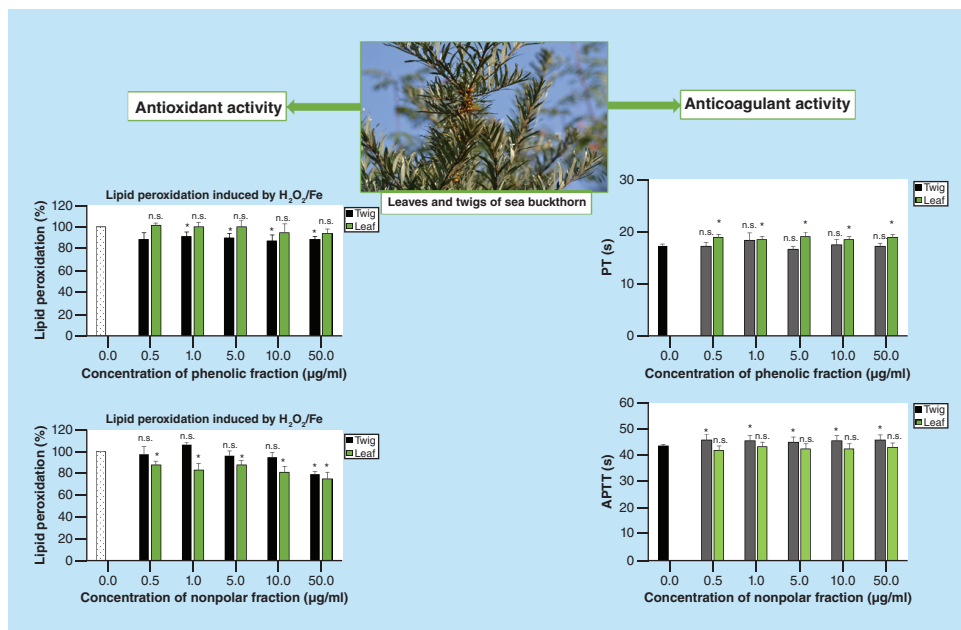 Antioxidant activity
Anticoagulant activity
Leaves and twigs of sea buckthorn
Lipid peroxidation induced by H2O2/Fe
Lipid peroxidation (%)
120
100
80
60
40
20
0
n.s. n.s. n.s. n.s. n.s.
* * * *
Twig
Leaf
0.0 0.5 1.0 5.0 10.0 50.0
Concentration of phenolic fraction (µg/ml)
PT (s)
30
20
10
0
* * * * *
n.s. n.s. n.s. n.s. n.s.
Twig
Leaf
0.0 0.5 1.0 5.0 10.0 50.0
Concentration of phenolic fraction (µg/ml)
Lipid peroxidation induced by H2O2/Fe
Lipid peroxidation (%)
120
100
80
60
40
20
0
n.s. n.s. n.s. n.s.
* * * * * *
Twig
Leaf
0.0 0.5 1.0 5.0 10.0 50.0
Concentration of nonpolar fraction (µg/ml)
APTT (s)
60
50
40
30
20
10
0
* n.s. * n.s. * n.s. * n.s. * n.s.
Twig
Leaf
0.0 0.5 1.0 5.0 10.0 50.0
Concentration of nonpolar fraction (µg/ml)